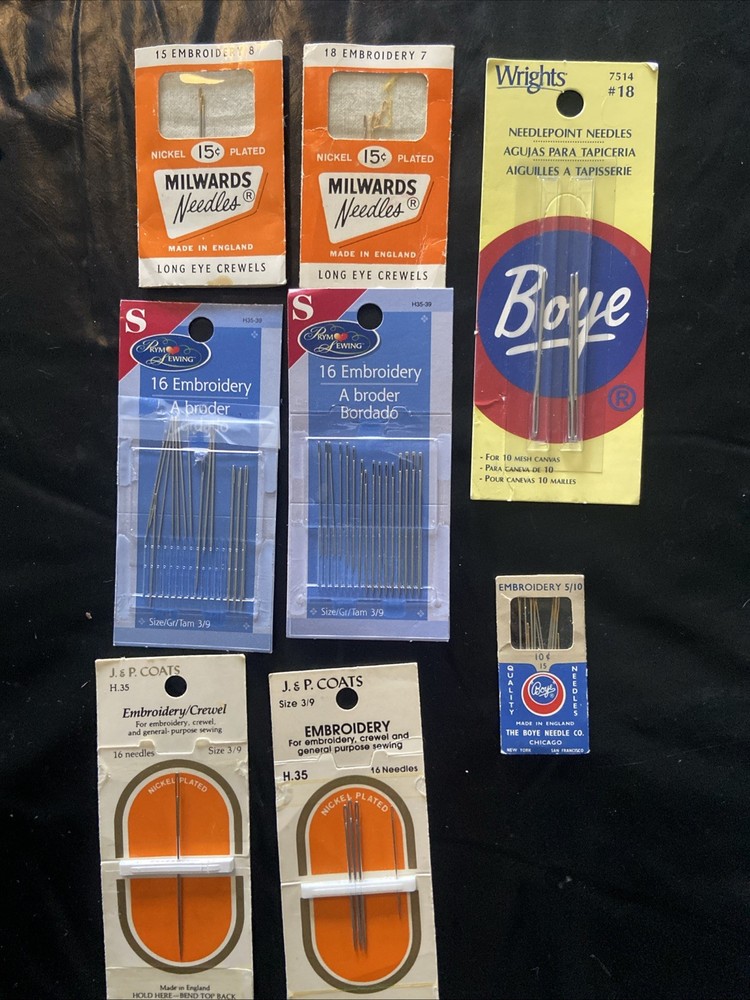 15 EMBROIDERY 8
NICKEL 15¢ PLATED
MILWARDS
Needles®
MADE IN ENGLAND
LONG EYE CREWELS
18 EMBROIDERY 7
NICKEL 15¢ PLATED
MILWARDS
Needles®
MADE IN ENGLAND
LONG EYE CREWELS
Wrights
7514
#18
NEEDLEPOINT NEEDLES
AGUJAS PARA TAPICERIA
AIGUILLES A TAPISSERIE
Boye
®
- FOR 10 MESH CANVAS
- PARA CANEVA DE 10
- POUR CANEVAS 10 MAILLES
S
H35-39
PRYM SEWING
16 Embroidery
A broder
Bordado
Size/Gr/Tam 3/9
S
H35-39
PRYM SEWING
16 Embroidery
A broder
Bordado
Size/Gr/Tam 3/9
EMBROIDERY 5/10
10¢
15
QUALITY
NEEDLES
Boye
MADE IN ENGLAND
THE BOYE NEEDLE CO.
CHICAGO
NEW YORK SAN FRANCISCO
J. & P. COATS
H.35
Embroidery/Crewel
For embroidery, crewel,
and general-purpose sewing
16 needles Size 3/9
NICKEL PLATED
Made in England
HOLD HERE—BEND TOP BACK
J. & P. COATS
Size 3/9
EMBROIDERY
For embroidery, crewel and
general purpose sewing
H.35 16 Needles
NICKEL PLATED